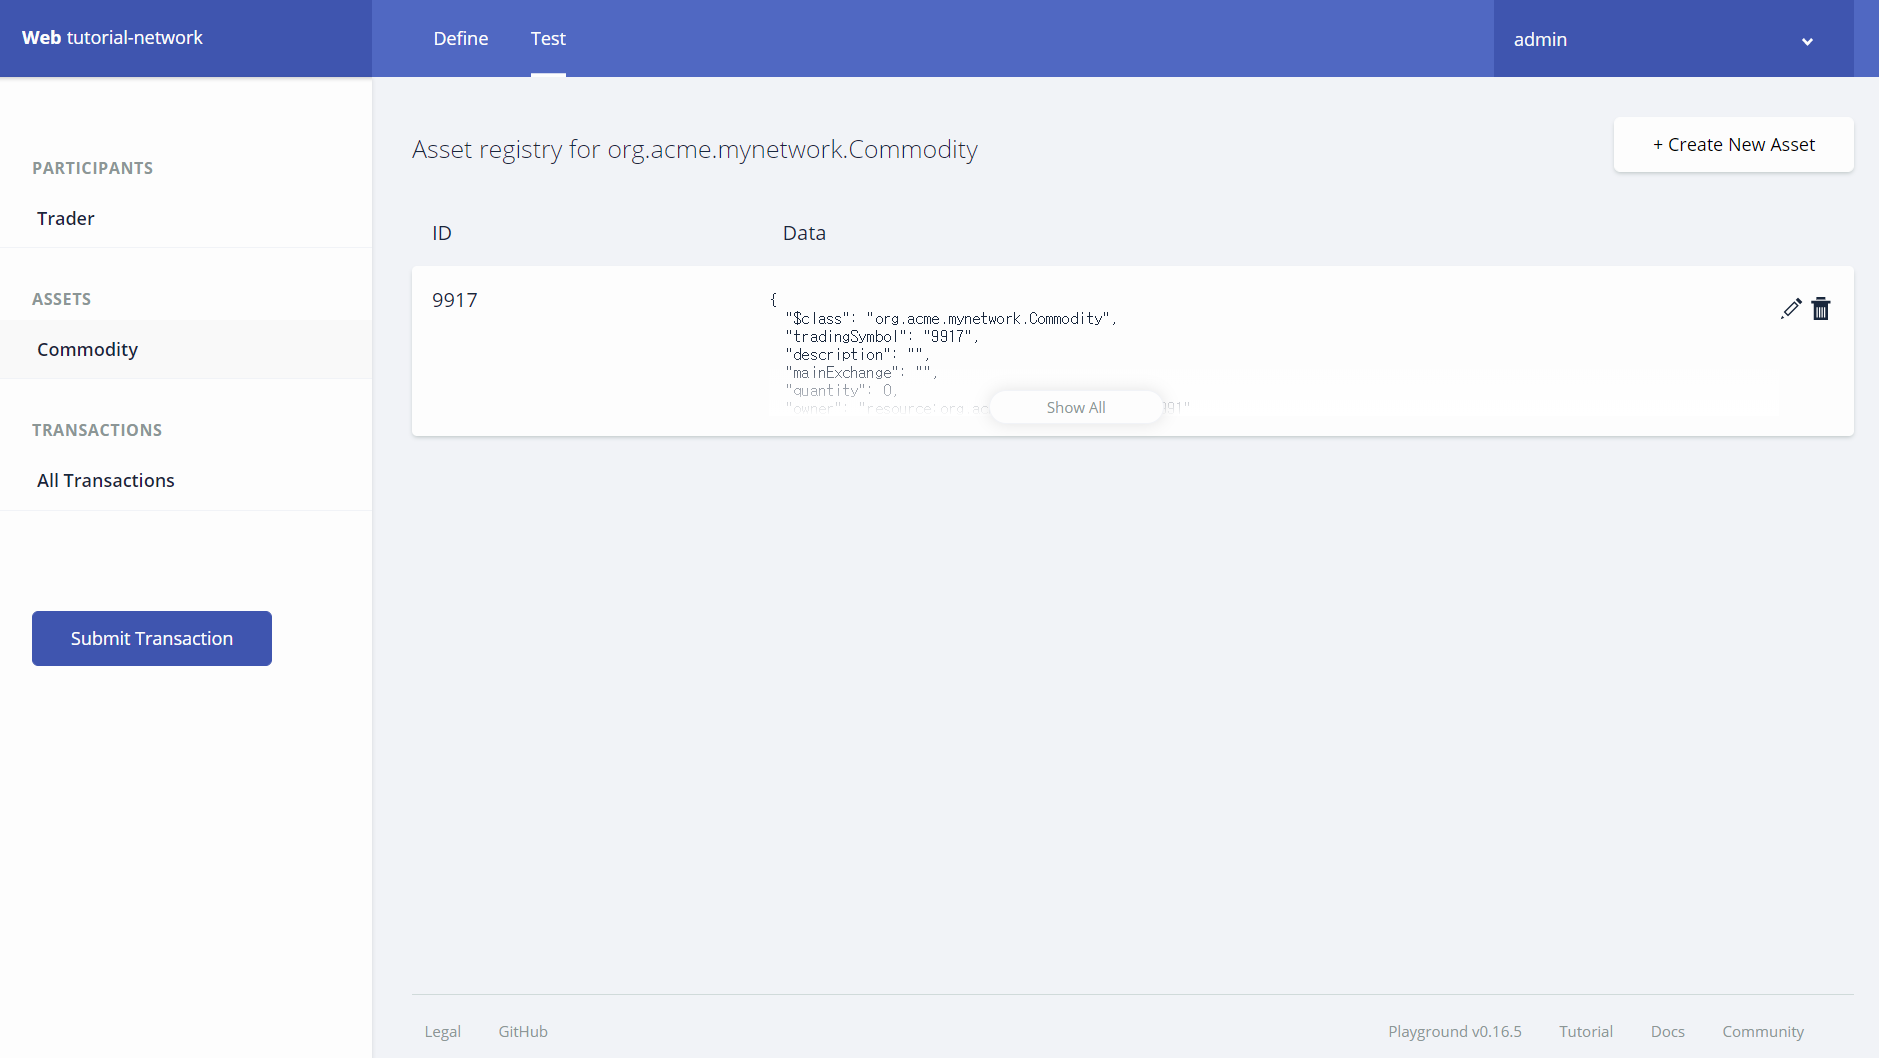 Web tutorial-network
Define
Test
admin
PARTICIPANTS
Trader
ASSETS
Commodity
TRANSACTIONS
All Transactions
Submit Transaction
Asset registry for org.acme.mynetwork.Commodity
+ Create New Asset
ID
Data
9917
{
"$class": "org.acme.mynetwork.Commodity",
"tradingSymbol": "9917",
"description": "",
"mainExchange": "",
"quantity": 0,
"owner": "resource:org.ac
Show All
Legal
GitHub
Playground v0.16.5
Tutorial
Docs
Community